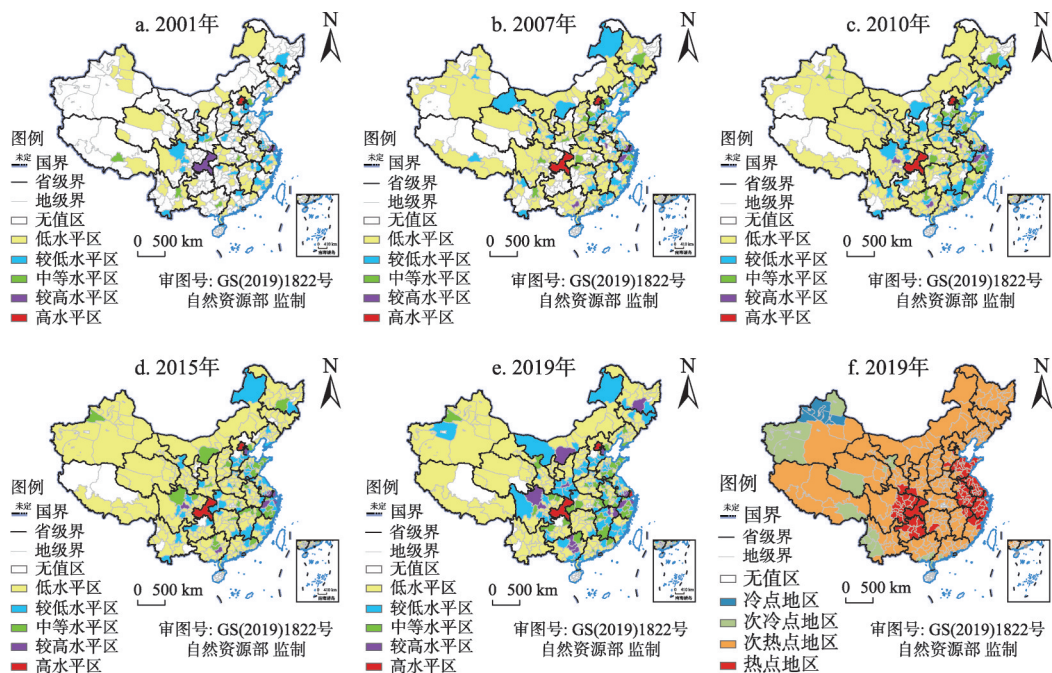 a. 2001年
N
图例
未定
国界
省级界
地级界
无值区
低水平区
较低水平区
中等水平区
较高水平区
高水平区
0 500 km
审图号: GS(2019)1822号
自然资源部 监制
b. 2007年
N
图例
未定
国界
省级界
地级界
无值区
低水平区
较低水平区
中等水平区
较高水平区
高水平区
0 500 km
审图号: GS(2019)1822号
自然资源部 监制
c. 2010年
N
图例
未定
国界
省级界
地级界
无值区
低水平区
较低水平区
中等水平区
较高水平区
高水平区
0 500 km
审图号: GS(2019)1822号
自然资源部 监制
d. 2015年
N
图例
未定
国界
省级界
地级界
无值区
低水平区
较低水平区
中等水平区
较高水平区
高水平区
0 500 km
审图号: GS(2019)1822号
自然资源部 监制
e. 2019年
N
图例
未定
国界
省级界
地级界
无值区
低水平区
较低水平区
中等水平区
较高水平区
高水平区
0 500 km
审图号: GS(2019)1822号
自然资源部 监制
f. 2019年
N
图例
未定
国界
省级界
地级界
无值区
冷点地区
次冷点地区
次热点地区
热点地区
0 500 km
审图号: GS(2019)1822号
自然资源部 监制